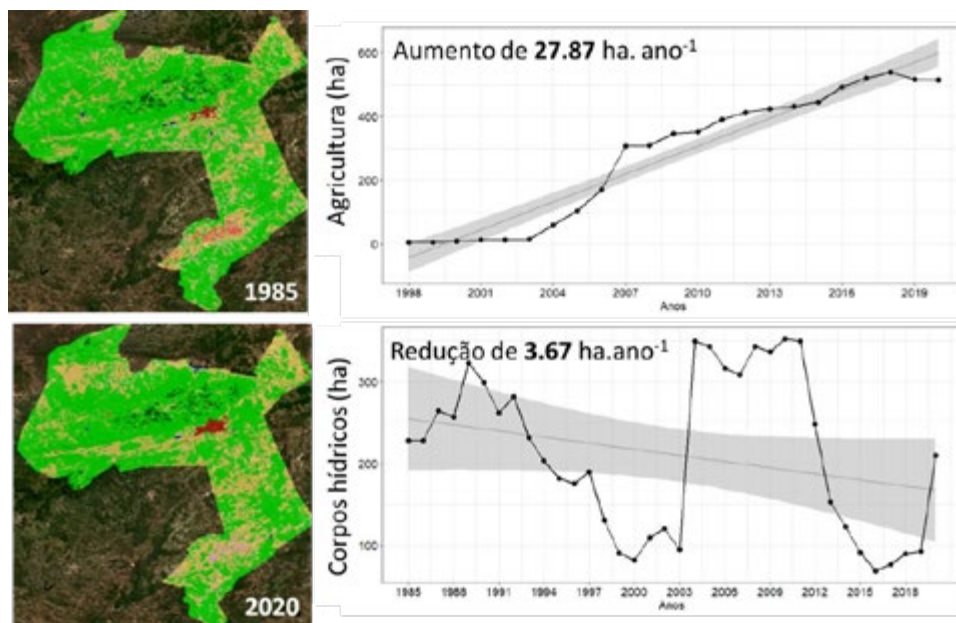 1985
2020
Aumento de 27.87 ha. ano-1
Agricultura (ha)
600
400
200
0
1998 2001 2004 2007 2010 2013 2016 2019
Anos
Redução de 3.67 ha.ano-1
Corpos hídricos (ha)
300
200
100
1985 1988 1991 1994 1997 2000 2003 2006 2009 2012 2015 2018
Anos